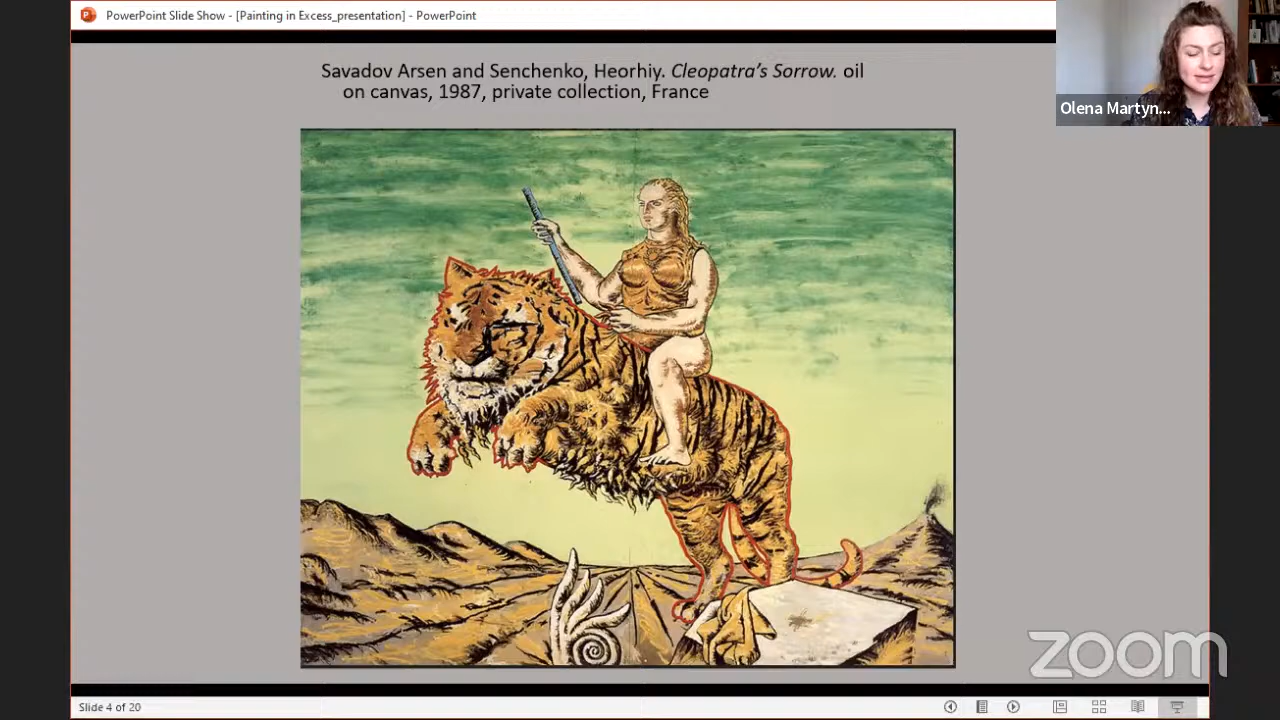 PowerPoint Slide Show - [Painting in Excess_presentation] - PowerPoint
Savadov Arsen and Senchenko, Heorhiy. Cleopatra’s Sorrow. oil
on canvas, 1987, private collection, France
Olena Martyn...
zoom
Slide 4 of 20